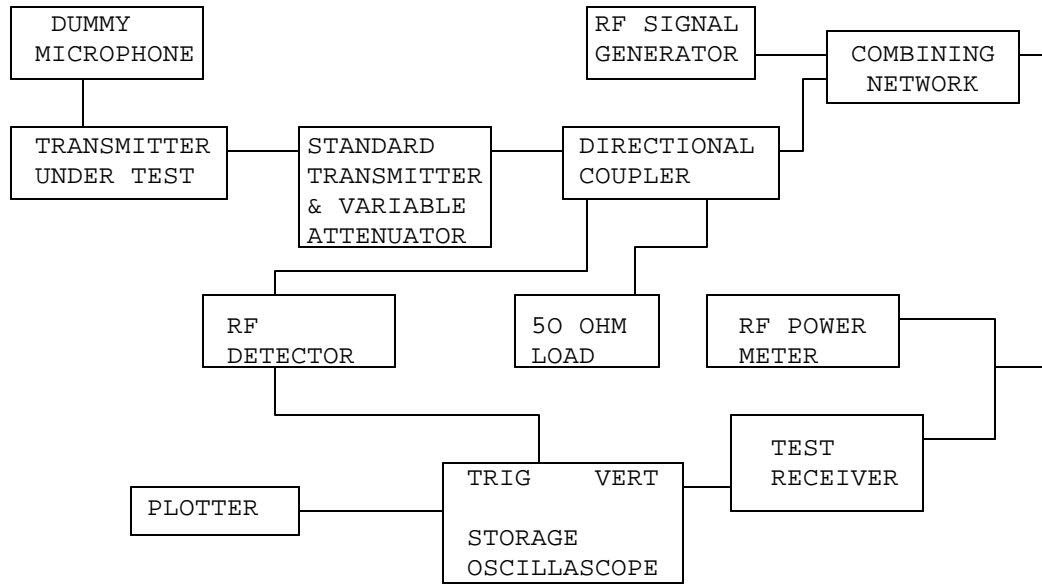 DUMMY
MICROPHONE
RF SIGNAL
GENERATOR
COMBINING
NETWORK
TRANSMITTER
UNDER TEST
STANDARD
TRANSMITTER
& VARIABLE
ATTENUATOR
DIRECTIONAL
COUPLER
RF
DETECTOR
50 OHM
LOAD
RF POWER
METER
TEST
RECEIVER
TRIG VERT
STORAGE
OSCILLASCOPE
PLOTTER